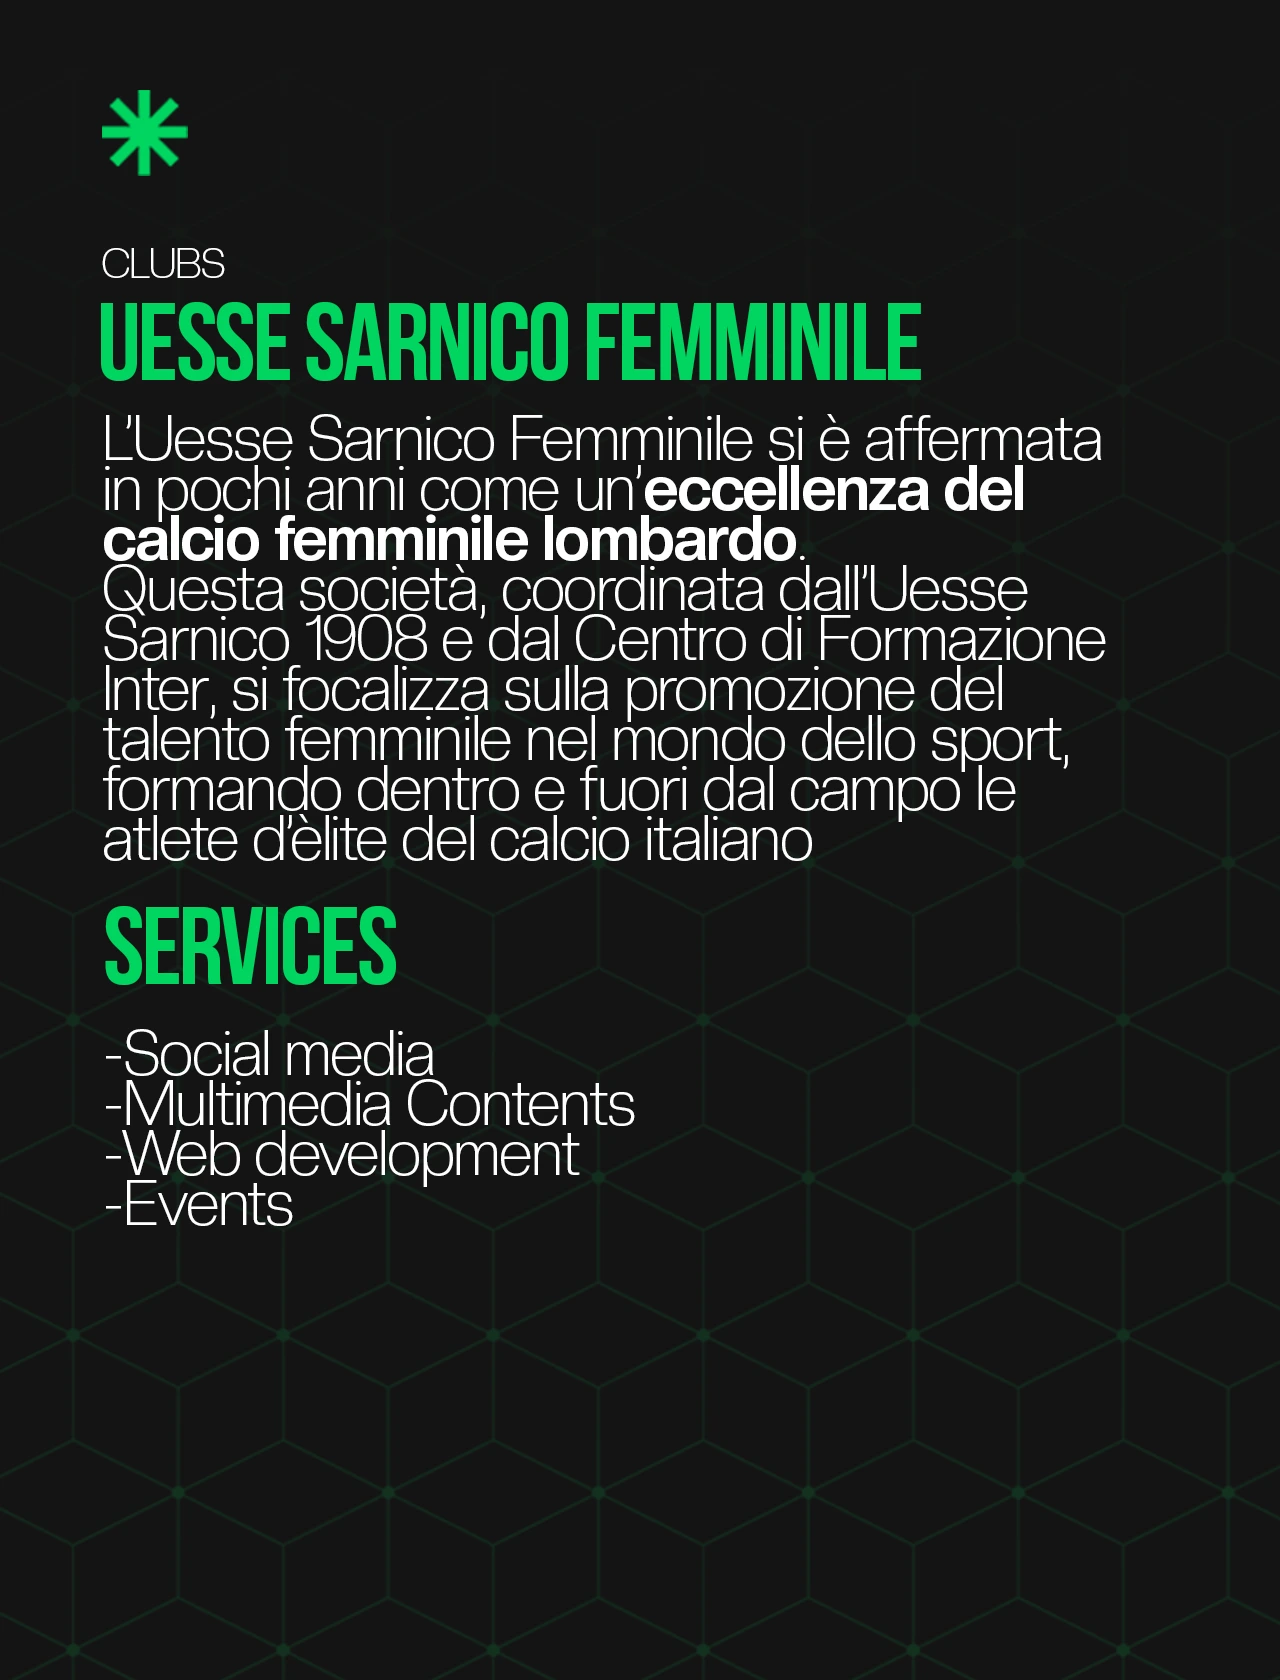 CLUBS
UESSE SARNICO FEMMINILE
L'Uesse Sarnico Femminile si è affermata
in pochi anni come un'eccellenza del
calcio femminile lombardo.
Questa società, coordinata dall'Uesse
Sarnico 1908 e dal Centro di Formazione
Inter, si focalizza sulla promozione del
talento femminile nel mondo dello sport,
formando dentro e fuori dal campo le
atlete d'èlite del calcio italiano
SERVICES
-Social media
-Multimedia Contents
-Web development
-Events